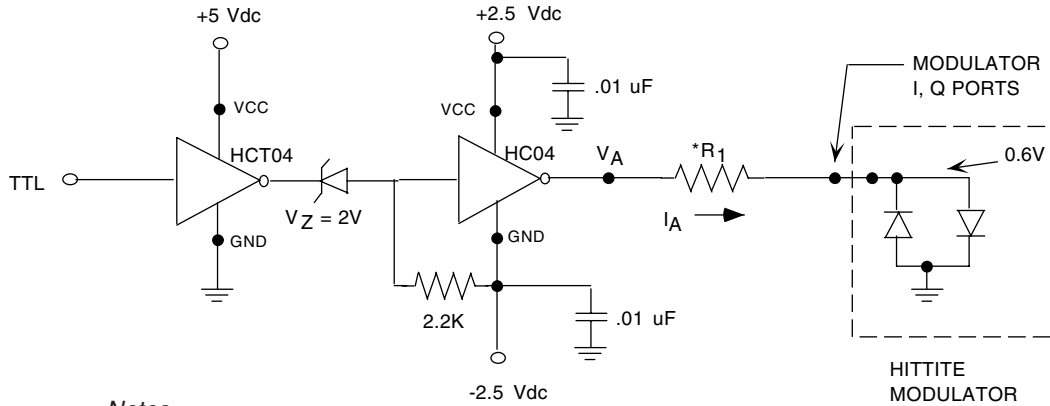 +5 Vdc
+2.5 Vdc
MODULATOR
I, Q PORTS
.01 uF
VCC
VCC
HCT04
HC04
VA
*R1
0.6V
TTL
VZ = 2V
IA
GND
GND
2.2K
.01 uF
-2.5 Vdc
HITTITE
MODULATOR
Notes